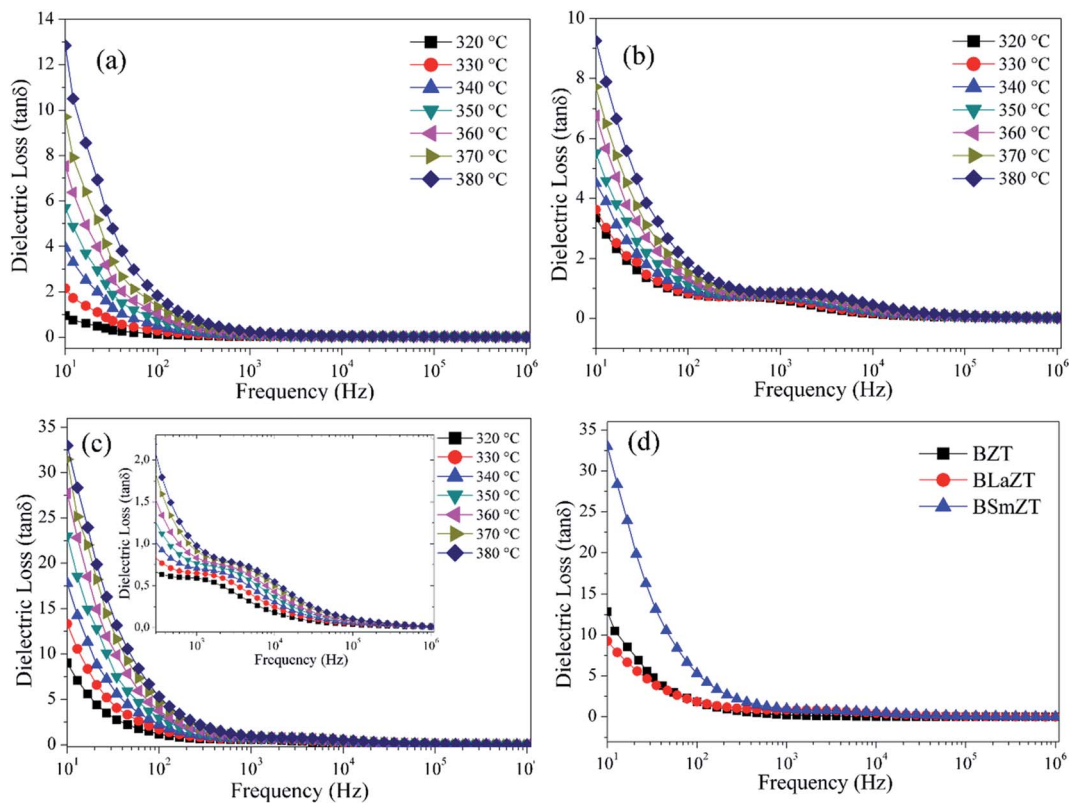 14
12
10
8
6
4
2
0
Dielectric Loss (tanδ)
(a)
320 °C
330 °C
340 °C
350 °C
360 °C
370 °C
380 °C
10¹ 10² 10³ 10⁴ 10⁵ 10⁶
Frequency (Hz)
10
8
6
4
2
0
Dielectric Loss (tanδ)
(b)
320 °C
330 °C
340 °C
350 °C
360 °C
370 °C
380 °C
10¹ 10² 10³ 10⁴ 10⁵ 10⁶
Frequency (Hz)
35
30
25
20
15
10
5
0
Dielectric Loss (tanδ)
(c)
2,0
1,5
1,0
0,5
0,0
Dielectric Loss (tanδ)
10³ 10⁴ 10⁵ 10⁶
Frequency (Hz)
320 °C
330 °C
340 °C
350 °C
360 °C
370 °C
380 °C
10¹ 10² 10³ 10⁴ 10⁵ 10⁶
Frequency (Hz)
35
30
25
20
15
10
5
0
Dielectric Loss (tanδ)
(d)
BZT
BLaZT
BSmZT
10¹ 10² 10³ 10⁴ 10⁵ 10⁶
Frequency (Hz)